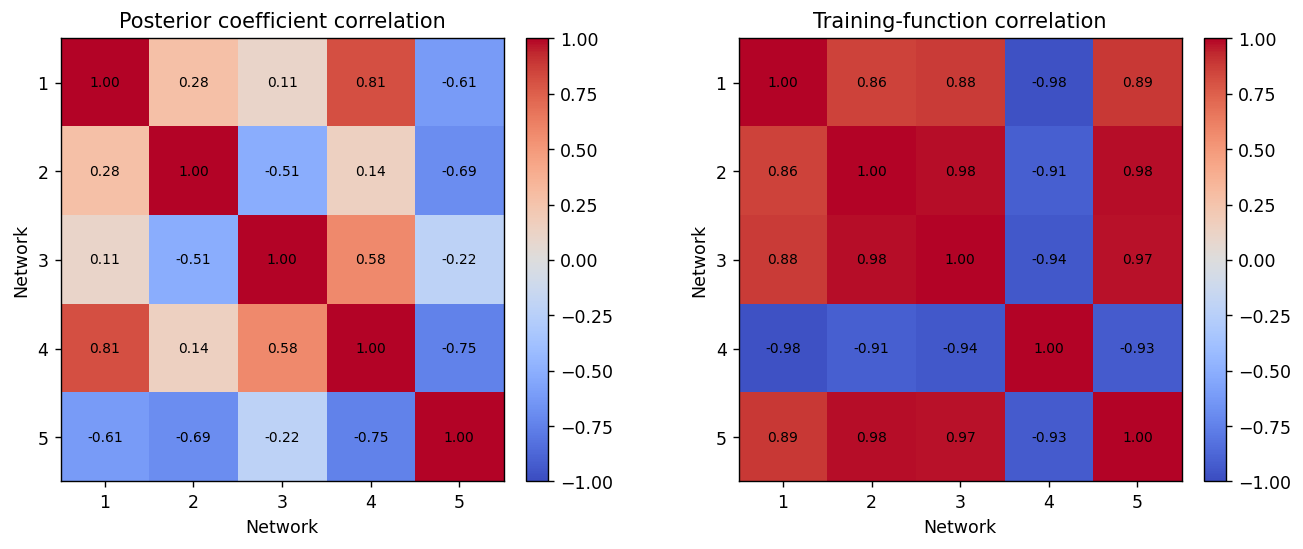 Posterior coefficient correlation
1 1.00 0.28 0.11 0.81 -0.61
2 0.28 1.00 -0.51 0.14 -0.69
3 0.11 -0.51 1.00 0.58 -0.22
4 0.81 0.14 0.58 1.00 -0.75
5 -0.61 -0.69 -0.22 -0.75 1.00
1 2 3 4 5
Network
Network
1.00
0.75
0.50
0.25
0.00
−0.25
−0.50
−0.75
−1.00
Training-function correlation
1 1.00 0.86 0.88 -0.98 0.89
2 0.86 1.00 0.98 -0.91 0.98
3 0.88 0.98 1.00 -0.94 0.97
4 -0.98 -0.91 -0.94 1.00 -0.93
5 0.89 0.98 0.97 -0.93 1.00
1 2 3 4 5
Network
Network
1.00
0.75
0.50
0.25
0.00
−0.25
−0.50
−0.75
−1.00